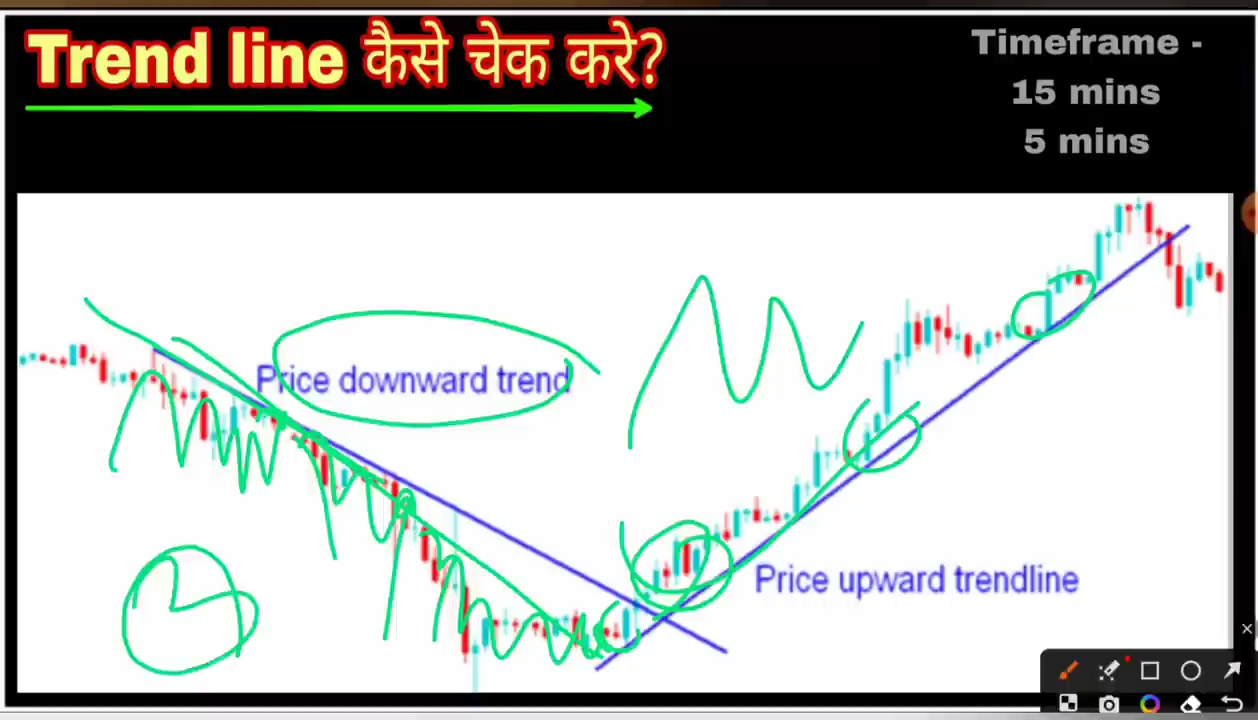 Trend line कैसे चेक करे?
Timeframe -
15 mins
5 mins
Price downward trend
Price upward trendline